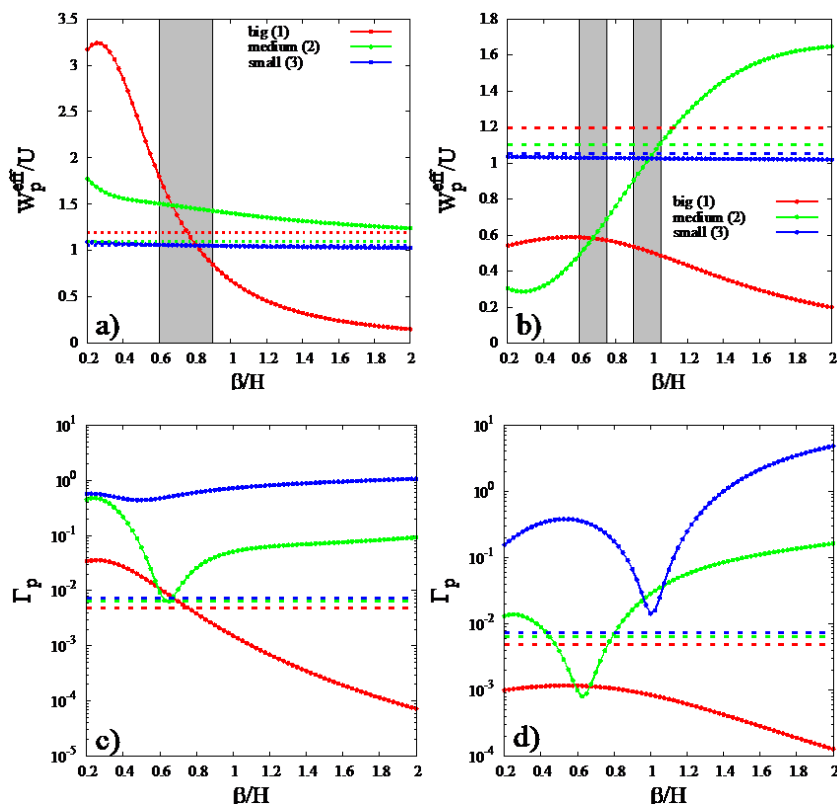 3.5
3
2.5
2
1.5
1
0.5
0
W_p^eff/U
big (1)
medium (2)
small (3)
a)
0.2 0.4 0.6 0.8 1 1.2 1.4 1.6 1.8 2
β/H
1.8
1.6
1.4
1.2
1
0.8
0.6
0.4
0.2
0
W_p^eff/U
big (1)
medium (2)
small (3)
b)
0.2 0.4 0.6 0.8 1 1.2 1.4 1.6 1.8 2
β/H
10^1
10^0
10^-1
10^-2
10^-3
10^-4
10^-5
Γ_p
c)
0.2 0.6 1 1.2 1.4 1.6 1.8 2
β/H
10^1
10^0
10^-1
10^-2
10^-3
10^-4
Γ_p
d)
0.2 0.4 0.6 0.8 1 1.2 1.4 1.6 1.8 2
β/H